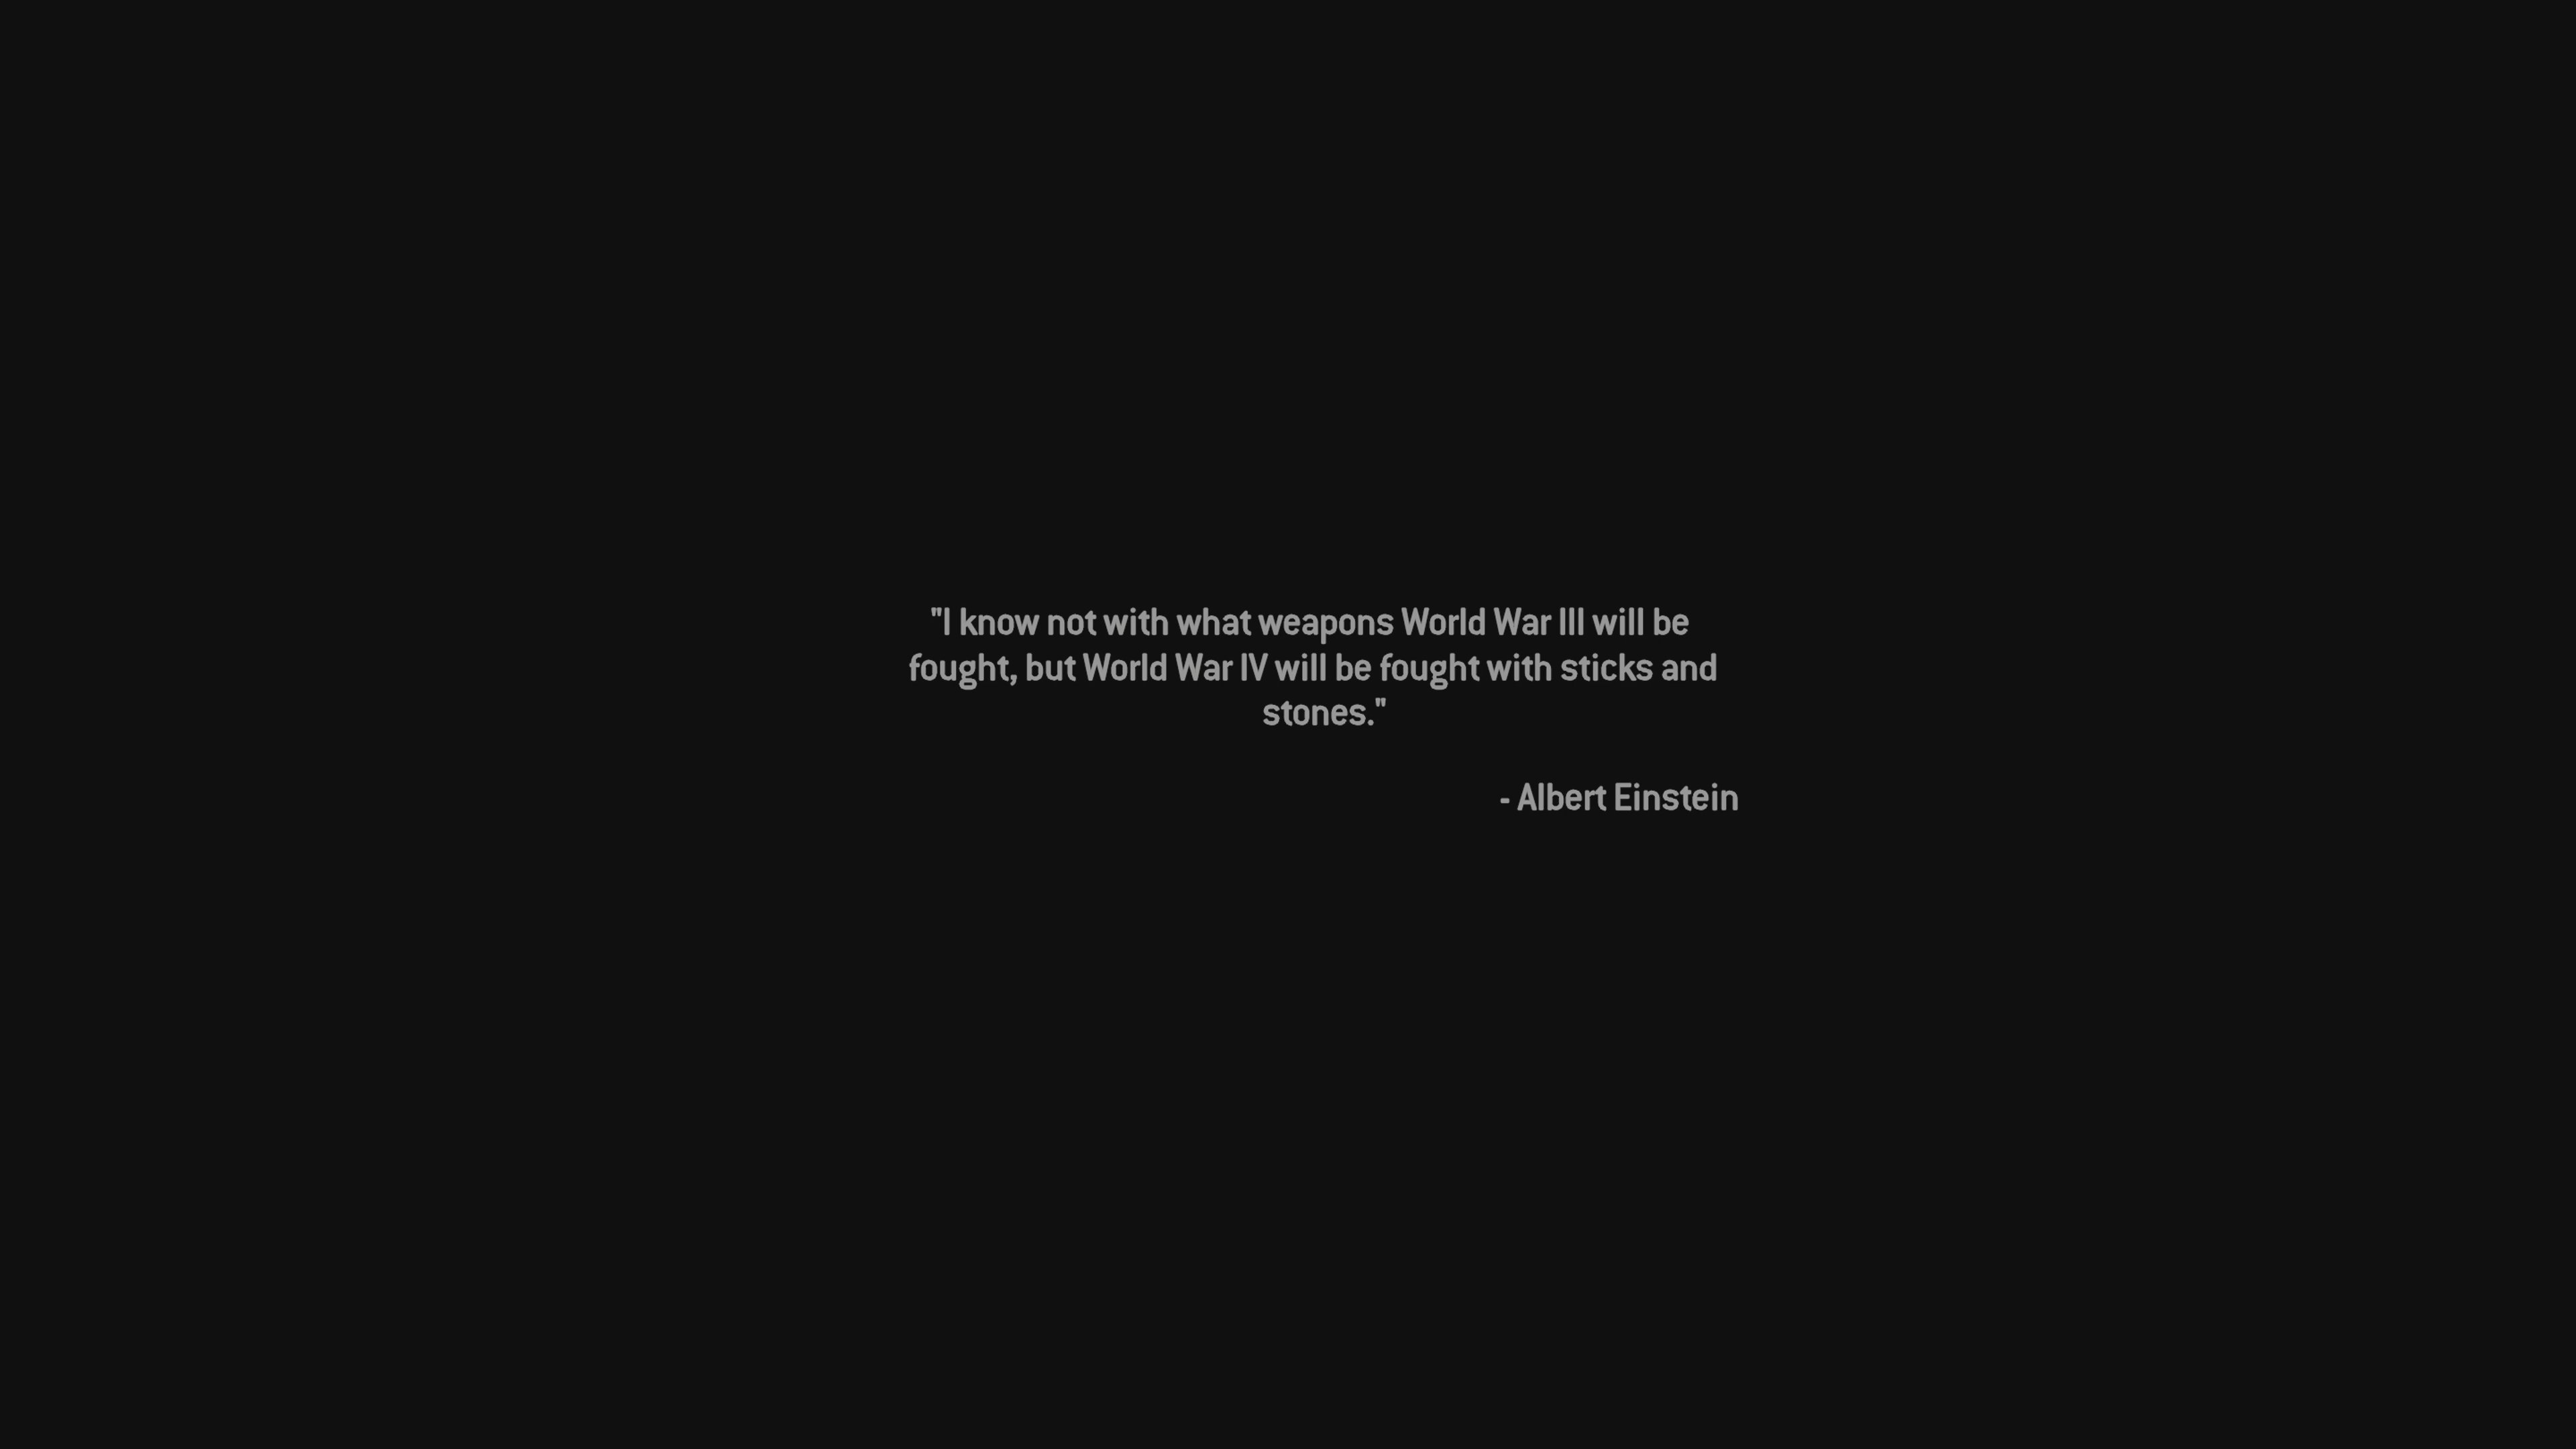 "I know not with what weapons World War III will be
fought, but World War IV will be fought with sticks and
stones."
- Albert Einstein